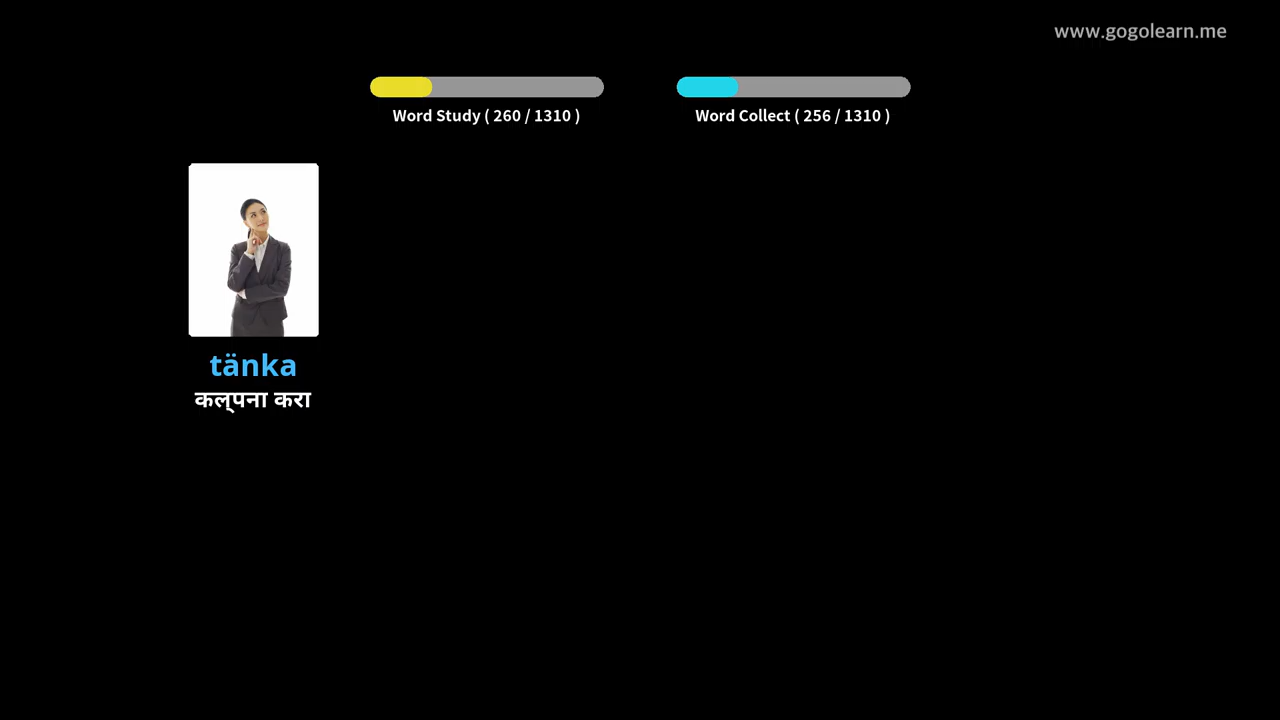 www.gogolearn.me
Word Study ( 260 / 1310 )
Word Collect ( 256 / 1310 )
tänka
कल्पना करा